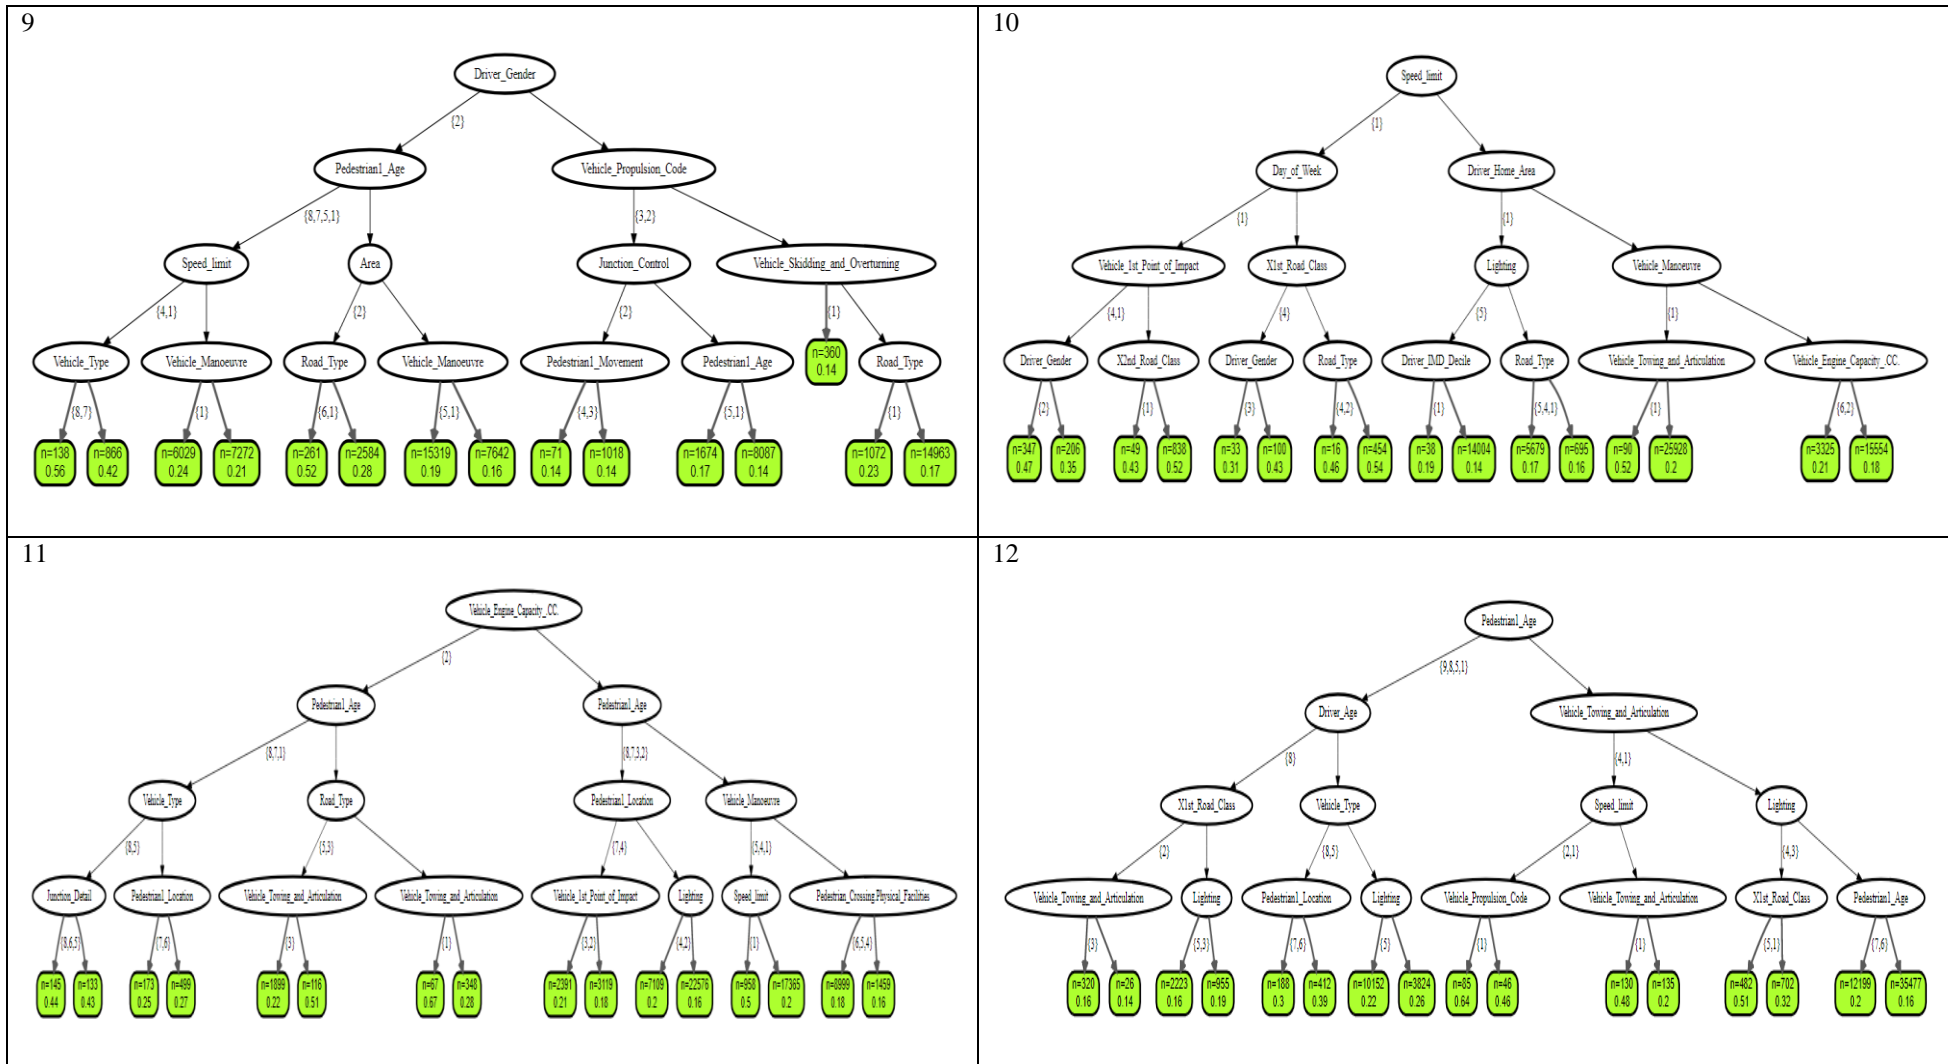 9
Driver_Gender
{2}
Pedestrian1_Age Vehicle_Propulsion_Code
{8,7,5,1} {3,2}
Speed_limit Area Junction_Control Vehicle_Skidding_and_Overturning
{4,1} {2} {2} {1}
Vehicle_Type Vehicle_Manoeuvre Road_Type Vehicle_Manoeuvre Pedestrian1_Movement Pedestrian1_Age n=360 Road_Type
0.14
{8,7} {1} {6,1} {5,1} {4,3} {5,1} {1}
n=138 n=866 n=6029 n=7272 n=261 n=2584 n=15319 n=7642 n=71 n=1018 n=1674 n=8087 n=1072 n=14963
0.56 0.42 0.24 0.21 0.52 0.28 0.19 0.16 0.14 0.14 0.17 0.14 0.23 0.17
10
Speed_limit
{1}
Day_of_Week Driver_Home_Area
{1} {1}
Vehicle_1st_Point_of_Impact X1st_Road_Class Lighting Vehicle_Manoeuvre
{4,1} {4} {5} {1}
Driver_Gender X2nd_Road_Class Driver_Gender Road_Type Driver_IMD_Decile Road_Type Vehicle_Towing_and_Articulation Vehicle_Engine_Capacity_.CC.
{2} {1} {3} {4,2} {1} {5,4,1} {1} {6,2}
n=347 n=206 n=49 n=838 n=33 n=100 n=16 n=454 n=38 n=14004 n=5679 n=695 n=90 n=25928 n=3325 n=15554
0.47 0.35 0.43 0.52 0.31 0.43 0.46 0.54 0.19 0.14 0.17 0.16 0.52 0.2 0.21 0.18
11
Vehicle_Engine_Capacity_.CC.
{2}
Pedestrian1_Age Pedestrian1_Age
{8,7,1} {8,7,3,2}
Vehicle_Type Road_Type Pedestrian1_Location Vehicle_Manoeuvre
{8,5} {5,3} {7,4} {5,4,1}
Junction_Detail Pedestrian1_Location Vehicle_Towing_and_Articulation Vehicle_Towing_and_Articulation Vehicle_1st_Point_of_Impact Lighting Speed_limit Pedestrian_Crossing.Physical_Facilities
{8,6,5} {7,6} {3} {1} {3,2} {4,2} {1} {6,5,4}
n=145 n=133 n=173 n=499 n=1899 n=116 n=67 n=348 n=2391 n=3119 n=7109 n=22576 n=958 n=17365 n=8999 n=1459
0.44 0.43 0.25 0.27 0.22 0.51 0.67 0.28 0.21 0.18 0.2 0.16 0.5 0.2 0.18 0.16
12
Pedestrian1_Age
{9,8,5,1}
Driver_Age Vehicle_Towing_and_Articulation
{8} {4,1}
X1st_Road_Class Vehicle_Type Speed_limit Lighting
{2} {8,5} {2,1} {4,3}
Vehicle_Towing_and_Articulation Lighting Pedestrian1_Location Lighting Vehicle_Propulsion_Code Vehicle_Towing_and_Articulation X1st_Road_Class Pedestrian1_Age
{3} {5,3} {7,6} {5} {1} {1} {5,1} {7,6}
n=320 n=26 n=2223 n=955 n=188 n=412 n=10152 n=3824 n=85 n=46 n=130 n=135 n=482 n=702 n=12199 n=35477
0.16 0.14 0.16 0.19 0.3 0.39 0.22 0.26 0.64 0.46 0.48 0.2 0.51 0.32 0.2 0.16